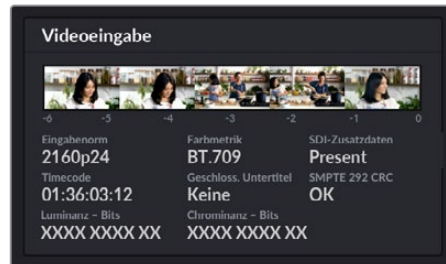 Videoeingabe
-6 -5 -4 -3 -2 -1 0
Eingabenorm Farbmetrik SDI-Zusatzdaten
2160p24 BT.709 Present
Timecode Geschloss. Untertitel SMPTE 292 CRC
01:36:03:12 Keine OK
Luminanz – Bits Chrominanz – Bits
XXXX XXXX XX XXXX XXXX XX